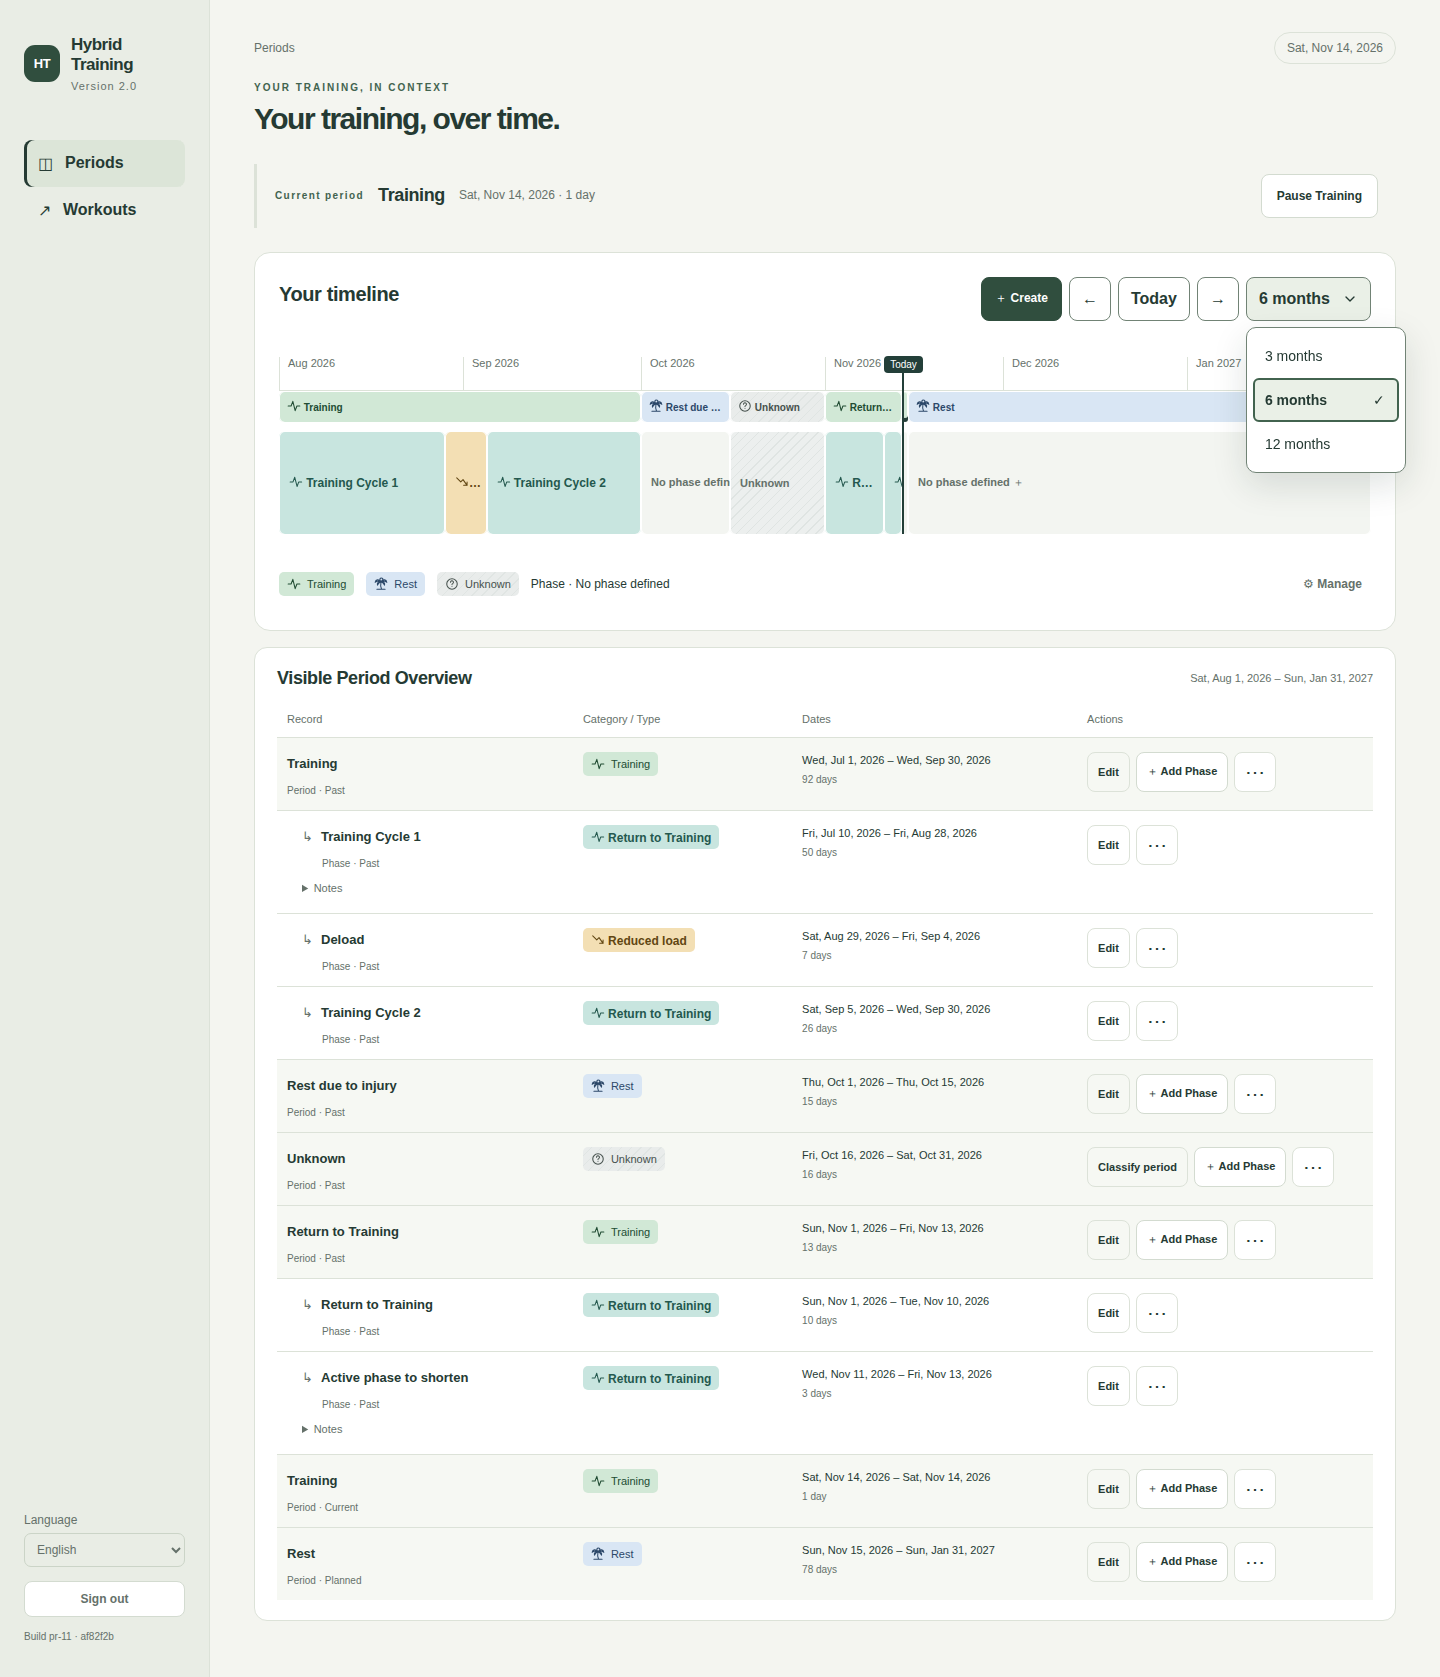 HT
Hybrid
Training
Version 2.0
Periods
Workouts
Language
English
Sign out
Build pr-11 · af82f2b
Periods
Sat, Nov 14, 2026
YOUR TRAINING, IN CONTEXT
Your training, over time.
Current period Training Sat, Nov 14, 2026 · 1 day
Pause Training
Your timeline
+ Create
←
Today
→
6 months
3 months
6 months ✓
12 months
Aug 2026 Sep 2026 Oct 2026 Nov 2026 Today Dec 2026 Jan 2027
Training Rest due ... Unknown Return... Rest
Training Cycle 1 ... Training Cycle 2 No phase defin Unknown R... No phase defined +
Training Rest Unknown Phase · No phase defined
⚙ Manage
Visible Period Overview
Sat, Aug 1, 2026 – Sun, Jan 31, 2027
Record Category / Type Dates Actions
Training Training Wed, Jul 1, 2026 – Wed, Sep 30, 2026 Edit + Add Phase ···
Period · Past 92 days
↳ Training Cycle 1 Return to Training Fri, Jul 10, 2026 – Fri, Aug 28, 2026 Edit ···
Phase · Past 50 days
▶ Notes
↳ Deload Reduced load Sat, Aug 29, 2026 – Fri, Sep 4, 2026 Edit ···
Phase · Past 7 days
↳ Training Cycle 2 Return to Training Sat, Sep 5, 2026 – Wed, Sep 30, 2026 Edit ···
Phase · Past 26 days
Rest due to injury Rest Thu, Oct 1, 2026 – Thu, Oct 15, 2026 Edit + Add Phase ···
Period · Past 15 days
Unknown Unknown Fri, Oct 16, 2026 – Sat, Oct 31, 2026 Classify period + Add Phase ···
Period · Past 16 days
Return to Training Training Sun, Nov 1, 2026 – Fri, Nov 13, 2026 Edit + Add Phase ···
Period · Past 13 days
↳ Return to Training Return to Training Sun, Nov 1, 2026 – Tue, Nov 10, 2026 Edit ···
Phase · Past 10 days
↳ Active phase to shorten Return to Training Wed, Nov 11, 2026 – Fri, Nov 13, 2026 Edit ···
Phase · Past 3 days
▶ Notes
Training Training Sat, Nov 14, 2026 – Sat, Nov 14, 2026 Edit + Add Phase ···
Period · Current 1 day
Rest Rest Sun, Nov 15, 2026 – Sun, Jan 31, 2027 Edit + Add Phase ···
Period · Planned 78 days